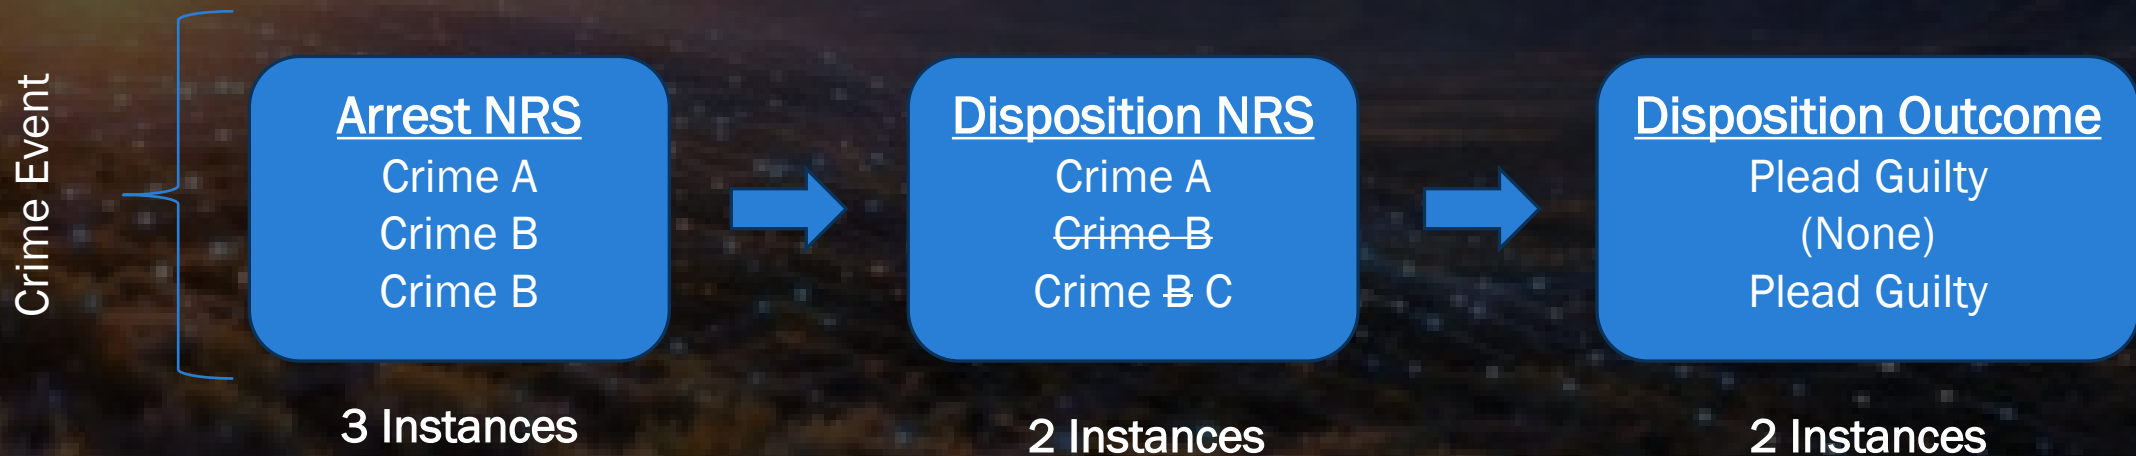 Crime Event
Arrest NRS
Crime A
Crime B
Crime B
3 Instances
Disposition NRS
Crime A
Crime B
Crime B C
2 Instances
Disposition Outcome
Plead Guilty
(None)
Plead Guilty
2 Instances